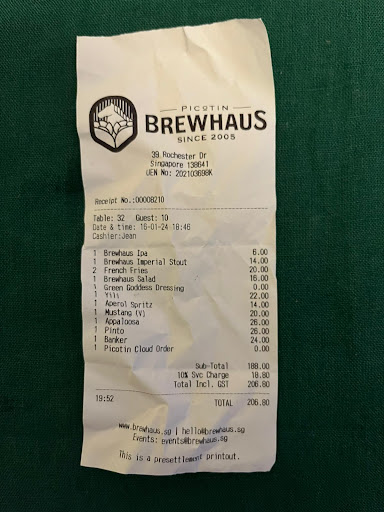 PICOTIN
BREWHAUS
SINCE 2005
39 Rochester Dr
Singapore 138641
UEN No: 202103698K
Receipt No.:00008210
Table: 32 Guest: 10
Date & time: 16-01-24 18:46
Cashier:Jean
1 Brewhaus Ipa 6.00
1 Brewhaus Imperial Stout 14.00
2 French Fries 20.00
1 Brewhaus Salad 16.00
1 Green Goddess Dressing 0.00
1 Yili 22.00
1 Aperol Spritz 14.00
1 Mustang (V) 20.00
1 Appaloosa 26.00
1 Pinto 26.00
1 Banker 24.00
1 Picotin Cloud Order 0.00
Sub-Total 188.00
10% Svc Charge 18.80
Total Incl. GST 206.80
19:52 TOTAL 206.80
www.brewhaus.sg | hello@brewhaus.sg
Events: events@brewhaus.sg
This is a presettlement printout.